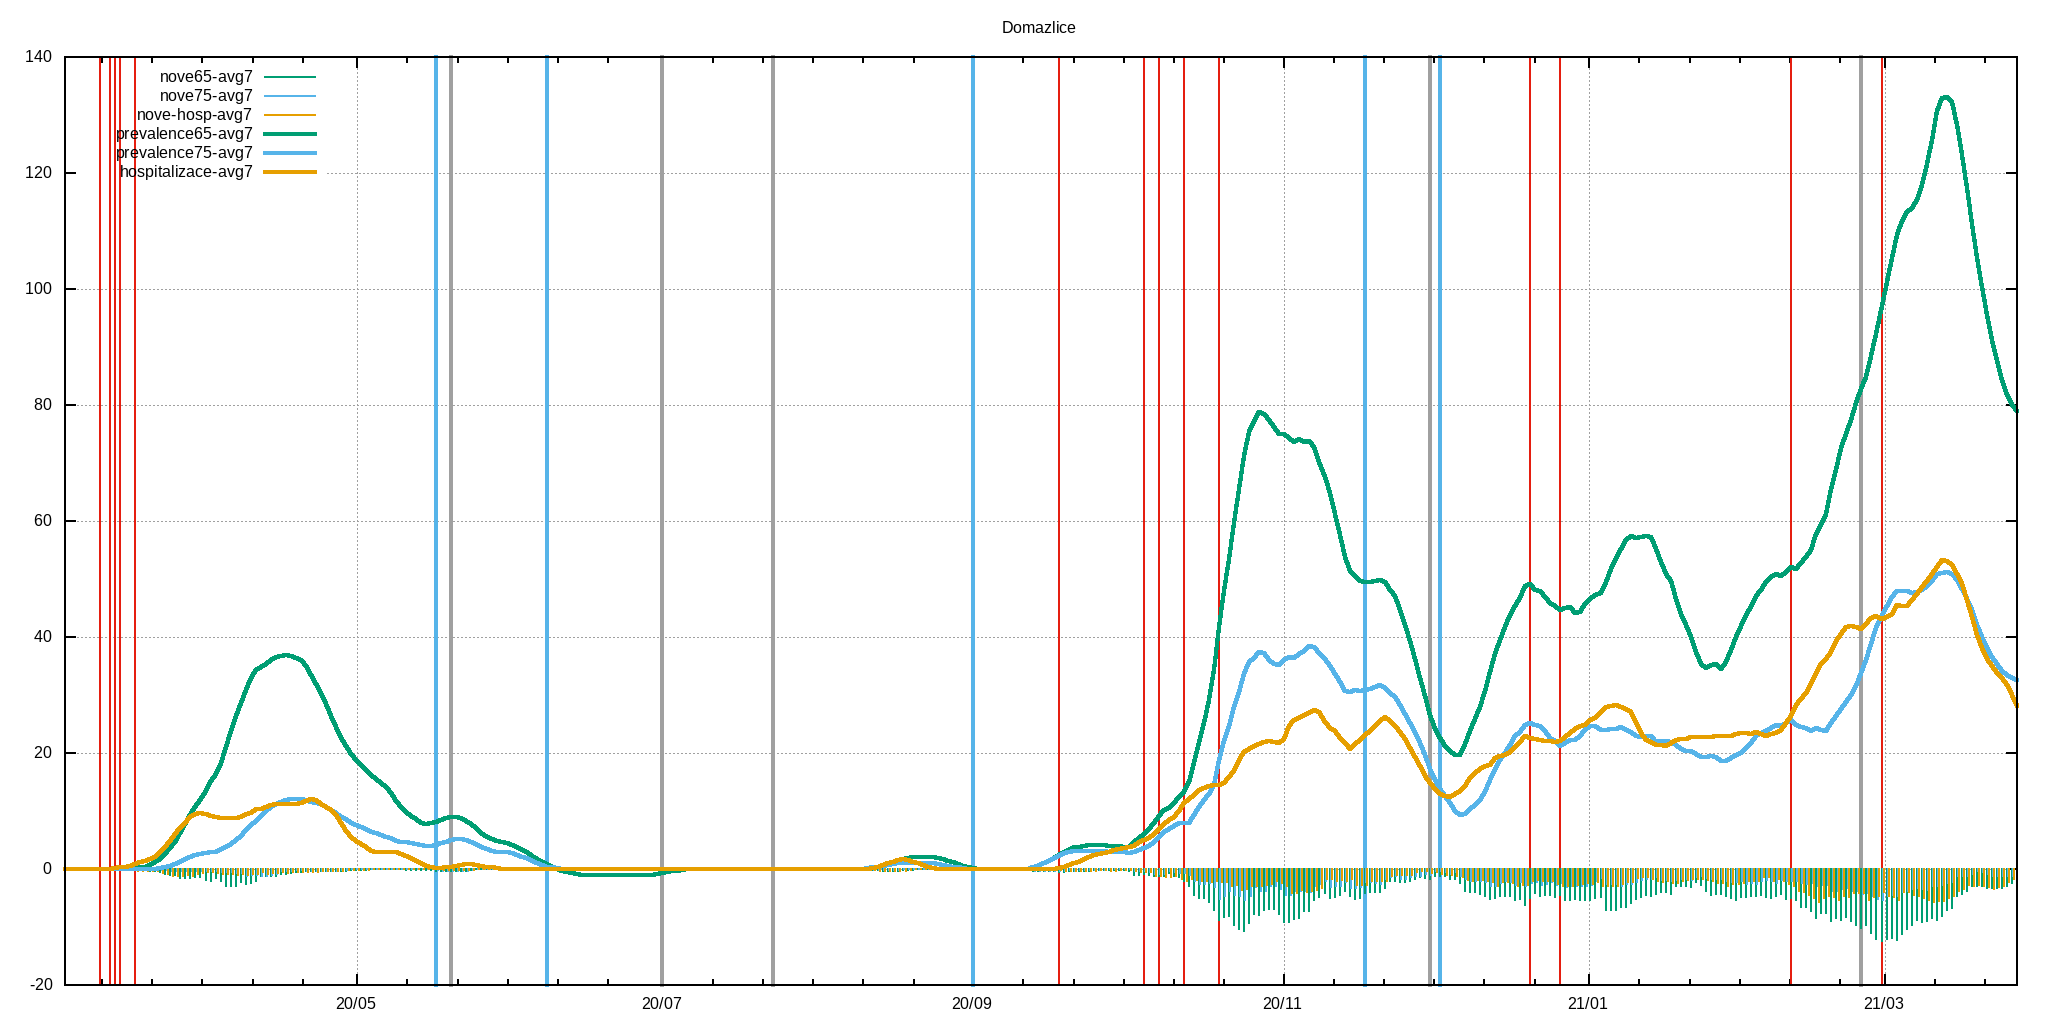 Domazlice
140
120
100
80
60
40
20
0
-20
nove65-avg7
nove75-avg7
nove-hosp-avg7
prevalence65-avg7
prevalence75-avg7
hospitalizace-avg7
20/05 20/07 20/09 20/11 21/01 21/03